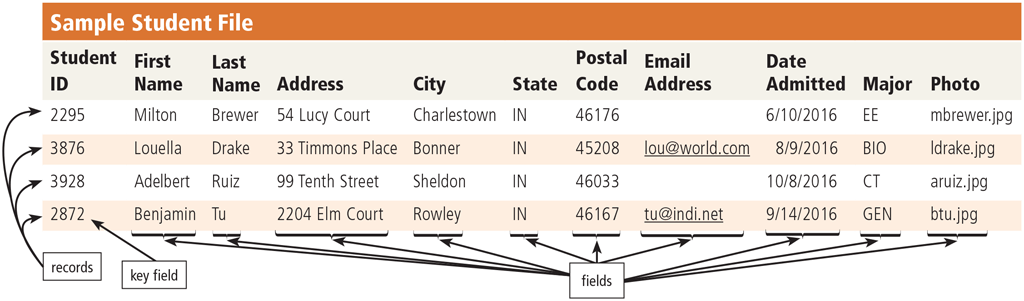 Sample Student File
Student ID First Name Last Name Address City State Postal Code Email Address Date Admitted Major Photo
2295 Milton Brewer 54 Lucy Court Charlestown IN 46176 6/10/2016 EE mbrewer.jpg
3876 Louella Drake 33 Timmons Place Bonner IN 45208 lou@world.com 8/9/2016 BIO ldrake.jpg
3928 Adelbert Ruiz 99 Tenth Street Sheldon IN 46033 10/8/2016 CT aruiz.jpg
2872 Benjamin Tu 2204 Elm Court Rowley IN 46167 tu@indi.net 9/14/2016 GEN btu.jpg
records key field fields